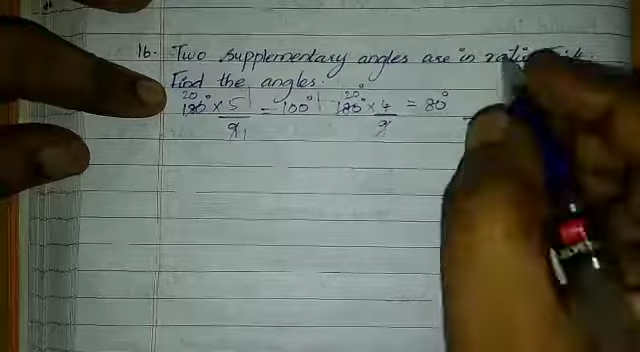 16. Two supplementary angles are in ratio
Find the angles.
20 20
180° × 5 = 100° 180° × 4 = 80°
9 1 9